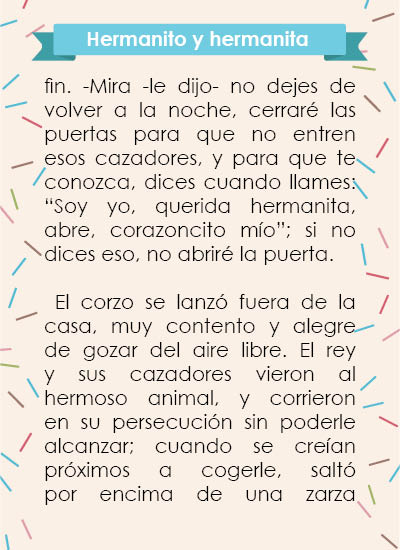 Hermanito y hermanita
fin. -Mira -le dijo- no dejes de
volver a la noche, cerraré las
puertas para que no entren
esos cazadores, y para que te
conozca, dices cuando llames:
“Soy yo, querida hermanita,
abre, corazoncito mío”; si no
dices eso, no abriré la puerta.
El corzo se lanzó fuera de la
casa, muy contento y alegre
de gozar del aire libre. El rey
y sus cazadores vieron al
hermoso animal, y corrieron
en su persecución sin poderle
alcanzar; cuando se creían
próximos a cogerle, saltó
por encima de una zarza